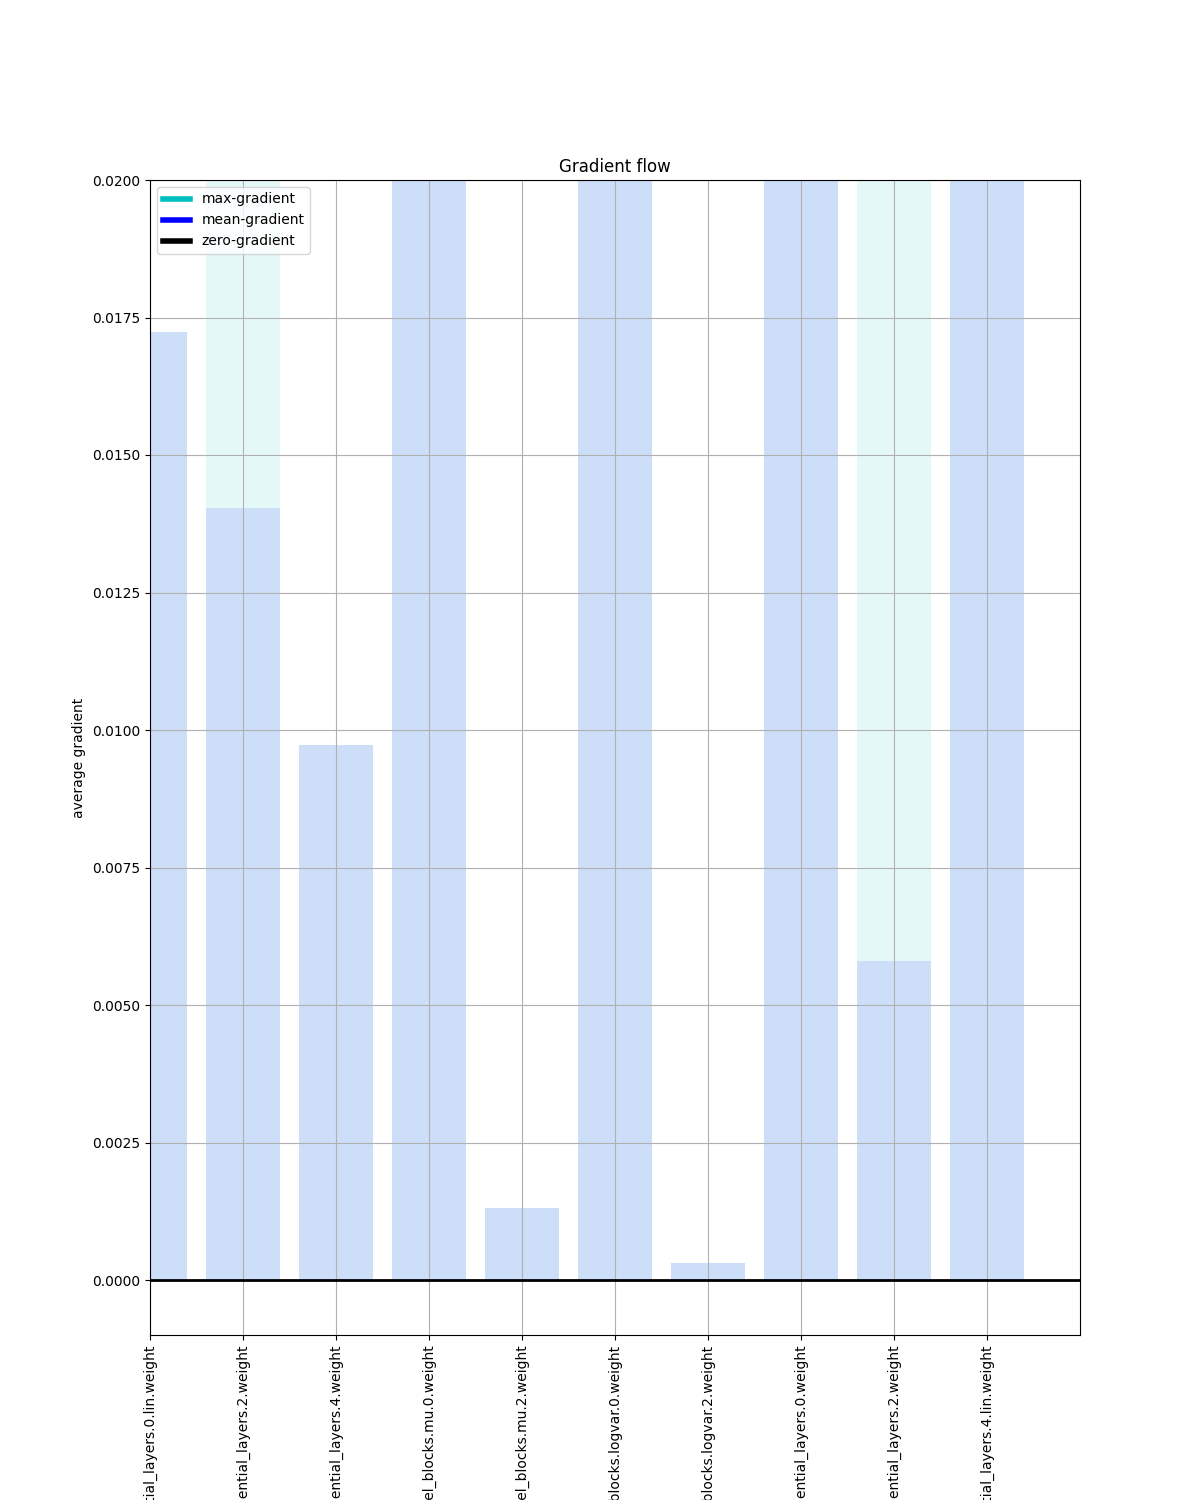 Gradient flow
max-gradient
mean-gradient
zero-gradient
0.0200
0.0175
0.0150
0.0125
0.0100
0.0075
0.0050
0.0025
0.0000
average gradient
tial_layers.0.lin.weight
ential_layers.2.weight
ential_layers.4.weight
el_blocks.mu.0.weight
el_blocks.mu.2.weight
blocks.logvar.0.weight
blocks.logvar.2.weight
ential_layers.0.weight
ential_layers.2.weight
tial_layers.4.lin.weight